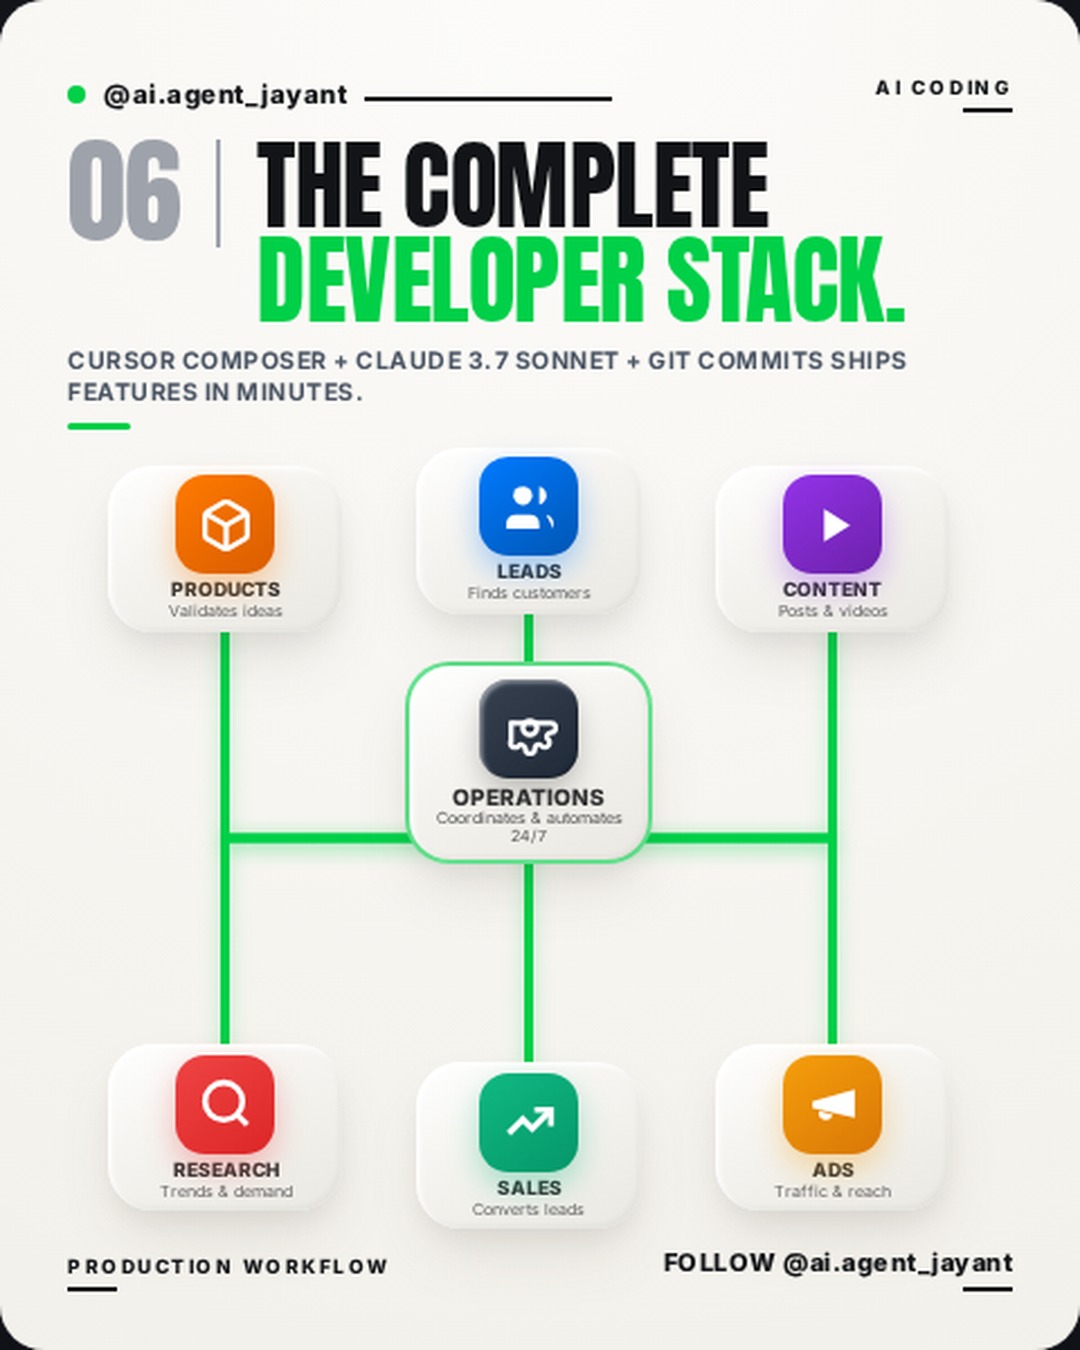 @ai.agent_jayant
AI CODING
06
THE COMPLETE
DEVELOPER STACK.
CURSOR COMPOSER + CLAUDE 3.7 SONNET + GIT COMMITS SHIPS
FEATURES IN MINUTES.
PRODUCTS
Validates ideas
LEADS
Finds customers
CONTENT
Posts & videos
OPERATIONS
Coordinates & automates
24/7
RESEARCH
Trends & demand
SALES
Converts leads
ADS
Traffic & reach
PRODUCTION WORKFLOW
FOLLOW @ai.agent_jayant